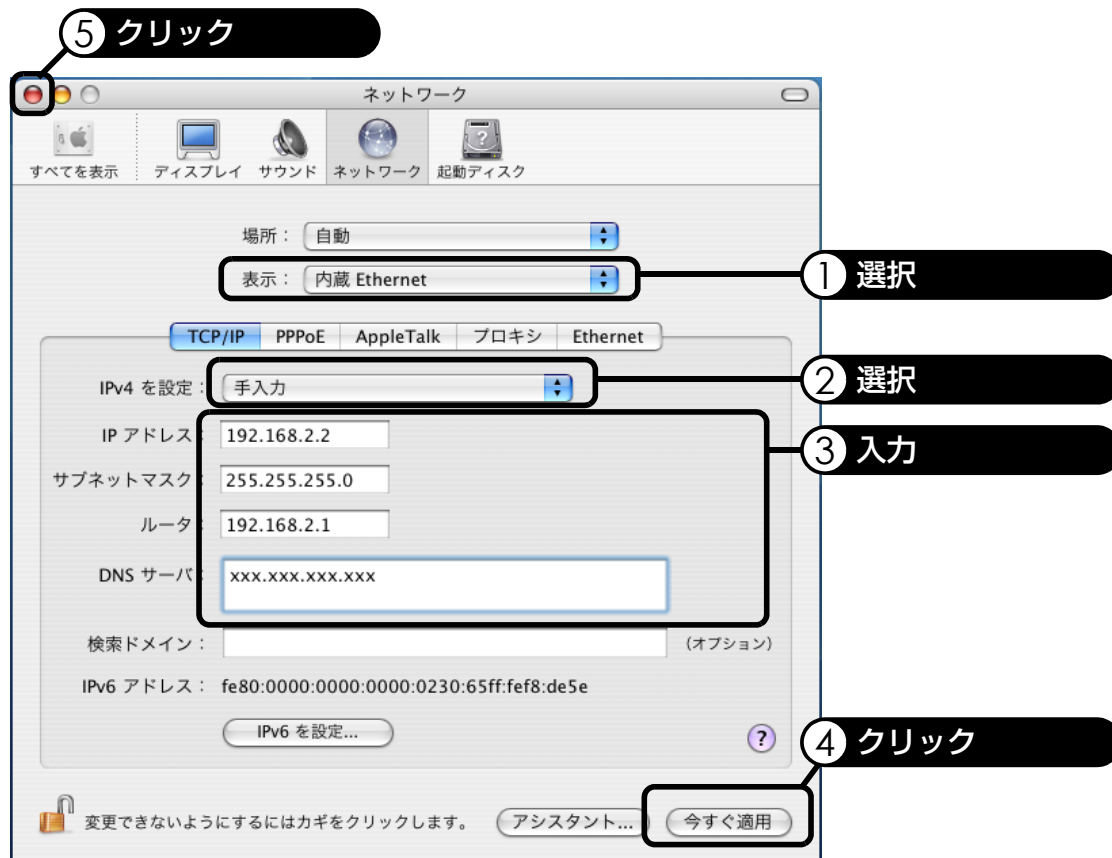 ⑤ クリック
ネットワーク
すべてを表示 ディスプレイ サウンド ネットワーク 起動ディスク
場所： 自動
表示： 内蔵 Ethernet
① 選択
TCP/IP PPPoE AppleTalk プロキシ Ethernet
IPv4 を設定： 手入力
② 選択
IP アドレス： 192.168.2.2
③ 入力
サブネットマスク： 255.255.255.0
ルータ： 192.168.2.1
DNS サーバ： xxx.xxx.xxx.xxx
検索ドメイン： (オプション)
IPv6 アドレス： fe80:0000:0000:0000:0230:65ff:fef8:de5e
IPv6 を設定...
?
④ クリック
変更できないようにするにはカギをクリックします。 アシスタント... 今すぐ適用